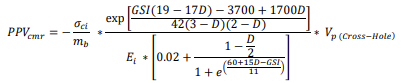 PPV_{cmr} = -\frac{\sigma_{ci}}{m_b} * \frac{\exp\left[\frac{GSI(19-17D)-3700+1700D}{42(3-D)(2-D)}\right]}{E_i * \left[0.02+\frac{1-\frac{D}{2}}{1+e^{\left(\frac{60+15D-GSI}{11}\right)}}\right]} * V_{p\,(Cross-Hole)}